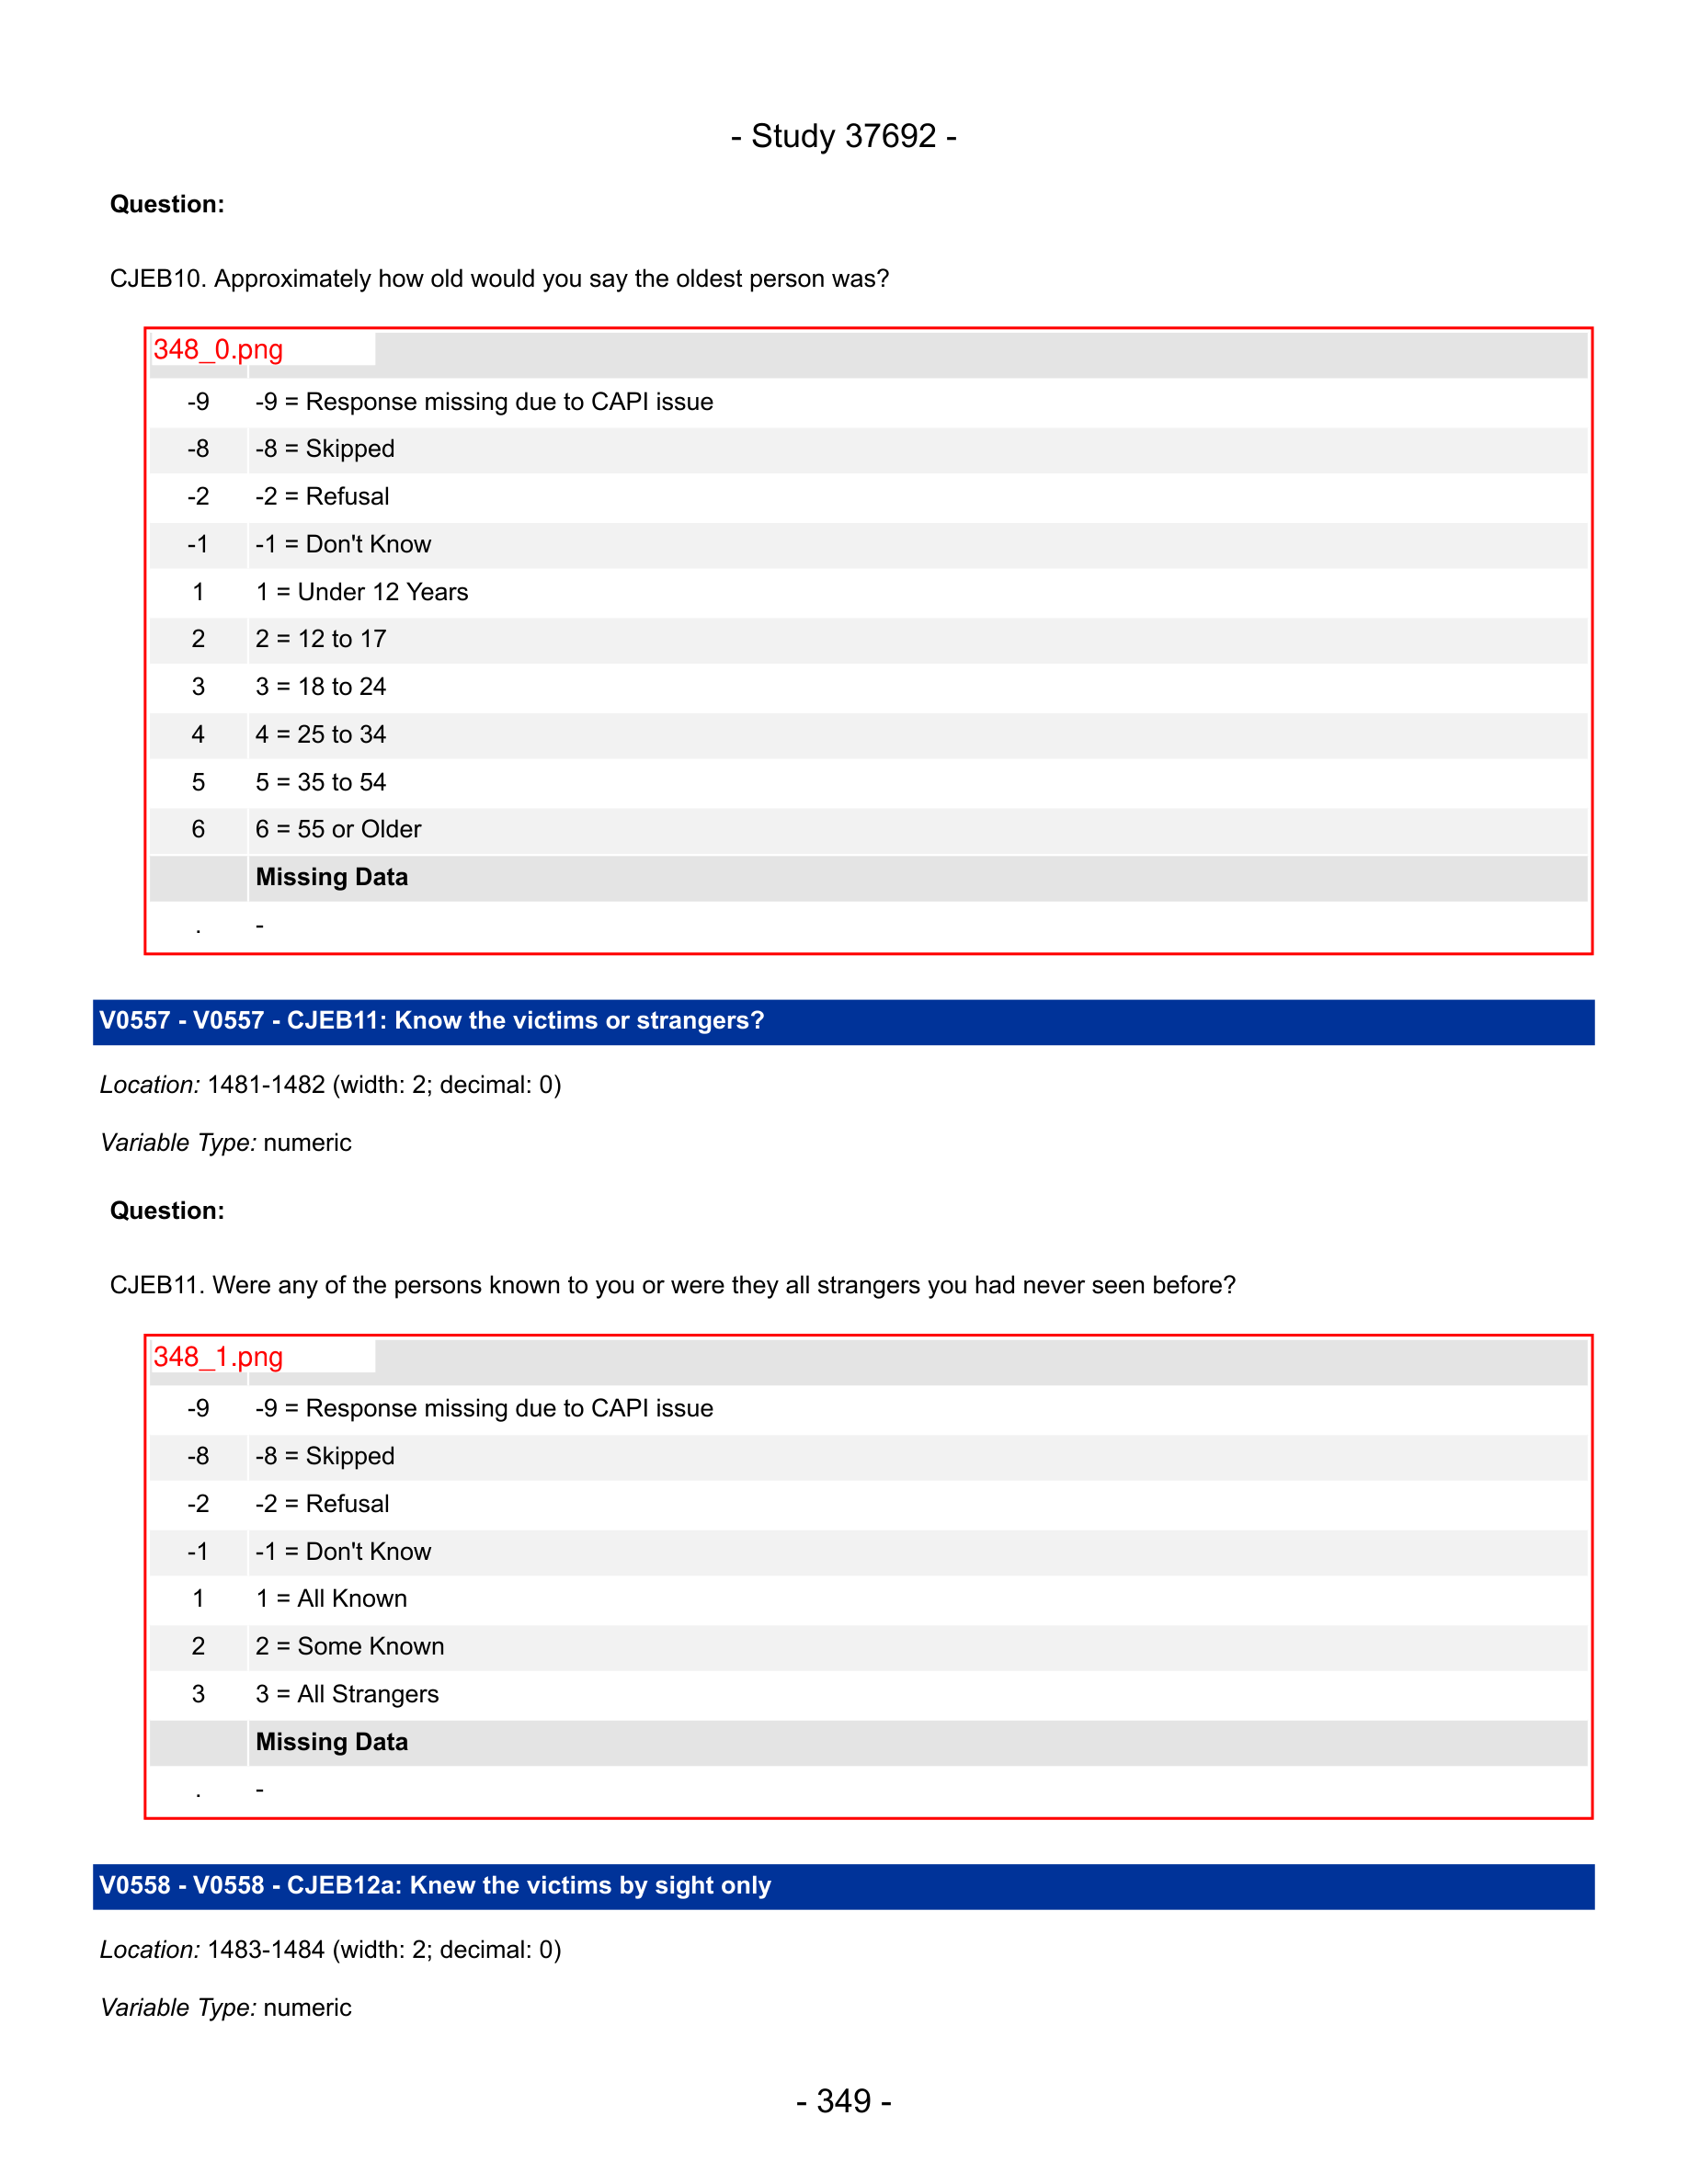 - Study 37692 -
Question:
CJEB10. Approximately how old would you say the oldest person was?
348_0.png
-9 -9 = Response missing due to CAPI issue
-8 -8 = Skipped
-2 -2 = Refusal
-1 -1 = Don't Know
1 1 = Under 12 Years
2 2 = 12 to 17
3 3 = 18 to 24
4 4 = 25 to 34
5 5 = 35 to 54
6 6 = 55 or Older
Missing Data
. -
V0557 - V0557 - CJEB11: Know the victims or strangers?
Location: 1481-1482 (width: 2; decimal: 0)
Variable Type: numeric
Question:
CJEB11. Were any of the persons known to you or were they all strangers you had never seen before?
348_1.png
-9 -9 = Response missing due to CAPI issue
-8 -8 = Skipped
-2 -2 = Refusal
-1 -1 = Don't Know
1 1 = All Known
2 2 = Some Known
3 3 = All Strangers
Missing Data
. -
V0558 - V0558 - CJEB12a: Knew the victims by sight only
Location: 1483-1484 (width: 2; decimal: 0)
Variable Type: numeric
- 349 -